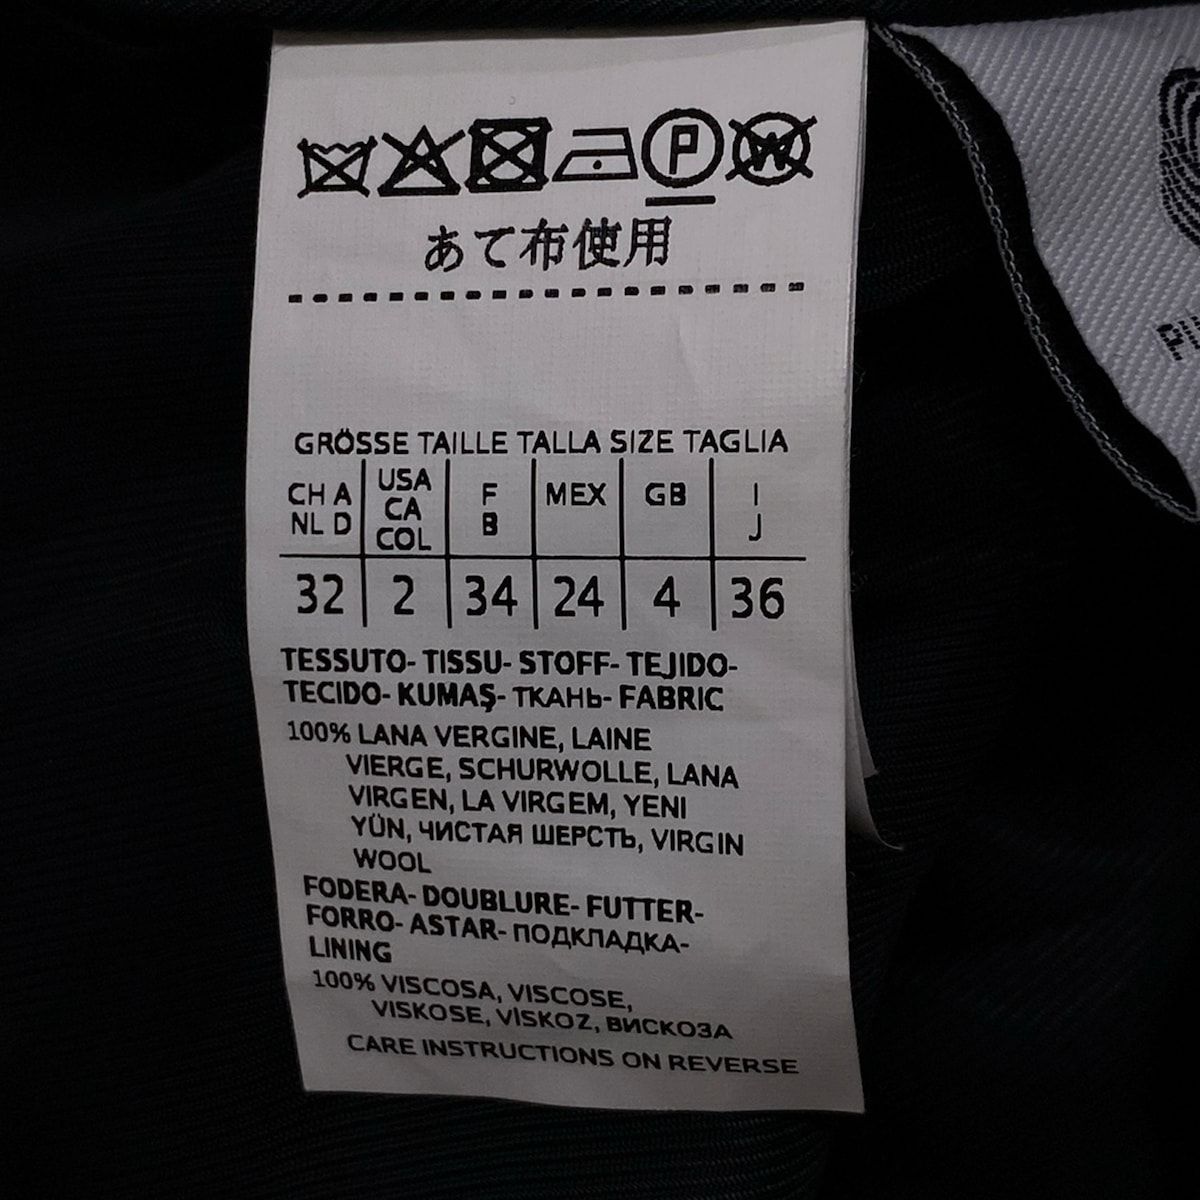 P W
あて布使用
GRÖSSE TAILLE TALLA SIZE TAGLIA
CH A NL D | USA CA COL | F B | MEX | GB | I J
32 | 2 | 34 | 24 | 4 | 36
TESSUTO- TISSU- STOFF- TEJIDO-
TECIDO- KUMAŞ- ТКАНЬ- FABRIC
100% LANA VERGINE, LAINE
VIERGE, SCHURWOLLE, LANA
VIRGEN, LA VIRGEM, YENI
YÜN, ЧИСТАЯ ШЕРСТЬ, VIRGIN
WOOL
FODERA- DOUBLURE- FUTTER-
FORRO- ASTAR- ПОДКЛАДКА-
LINING
100% VISCOSA, VISCOSE,
VISKOSE, VİSKOZ, ВИСКОЗА
CARE INSTRUCTIONS ON REVERSE